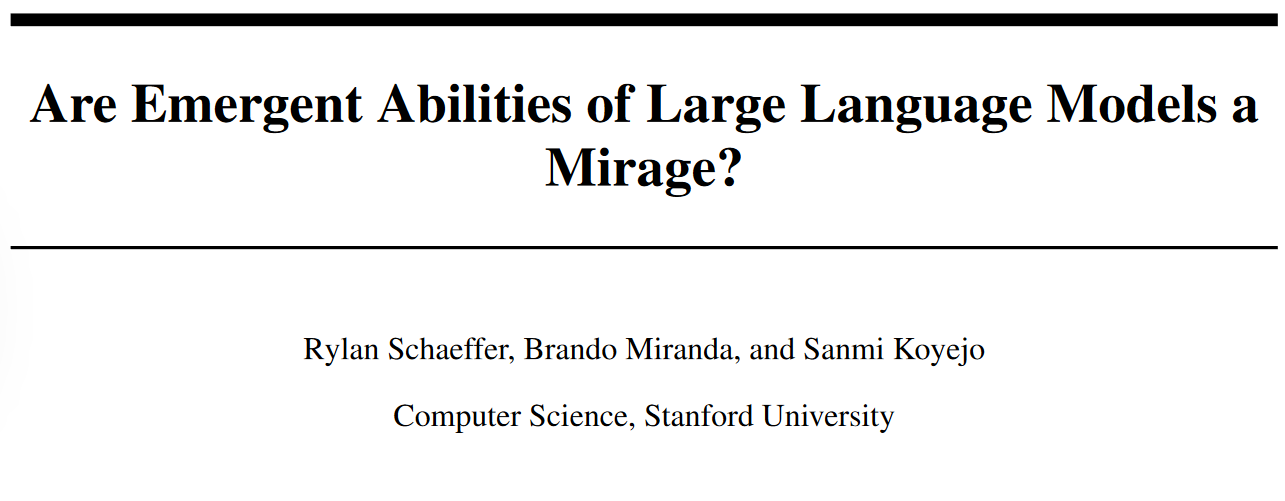 Are Emergent Abilities of Large Language Models a
Mirage?
Rylan Schaeffer, Brando Miranda, and Sanmi Koyejo
Computer Science, Stanford University